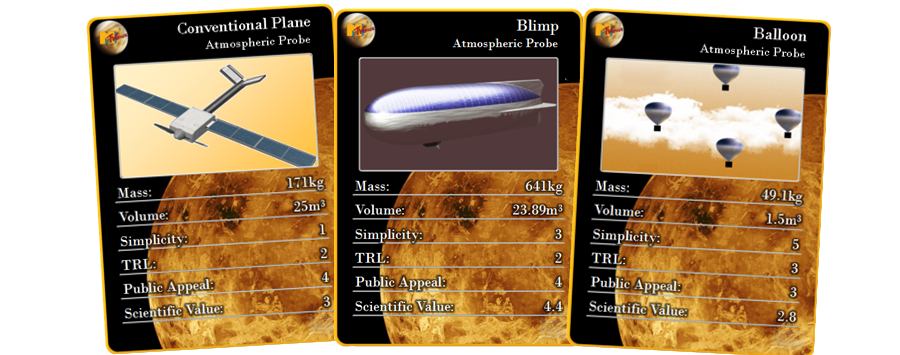 Conventional Plane
Atmospheric Probe
Mass: 171kg
Volume: 25m³
Simplicity: 1
TRL: 2
Public Appeal: 4
Scientific Value: 3
Blimp
Atmospheric Probe
Mass: 641kg
Volume: 23.89m³
Simplicity: 3
TRL: 2
Public Appeal: 4
Scientific Value: 4.4
Balloon
Atmospheric Probe
Mass: 49.1kg
Volume: 1.5m³
Simplicity: 5
TRL: 3
Public Appeal: 3
Scientific Value: 2.8